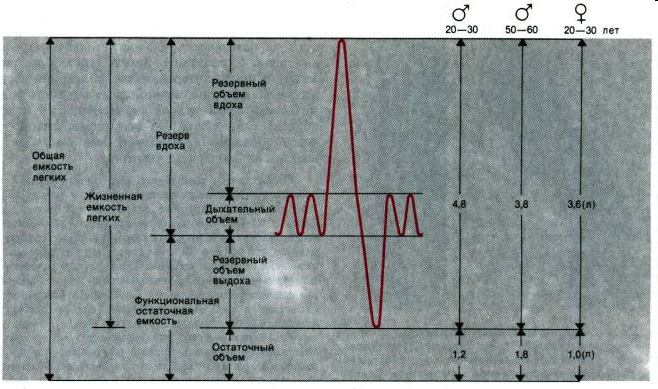 ♂ ♂ ♀
20—30 50—60 20—30 лет
Резервный
объем
вдоха
Резерв
вдоха
Общая
емкость
легких
Жизненная
емкость
легких
Дыхательный
объем
4,8 3,8 3,6(л)
Резервный
объем
выдоха
Функциональная
остаточная
емкость
Остаточный
объем
1,2 1,8 1,0(л)